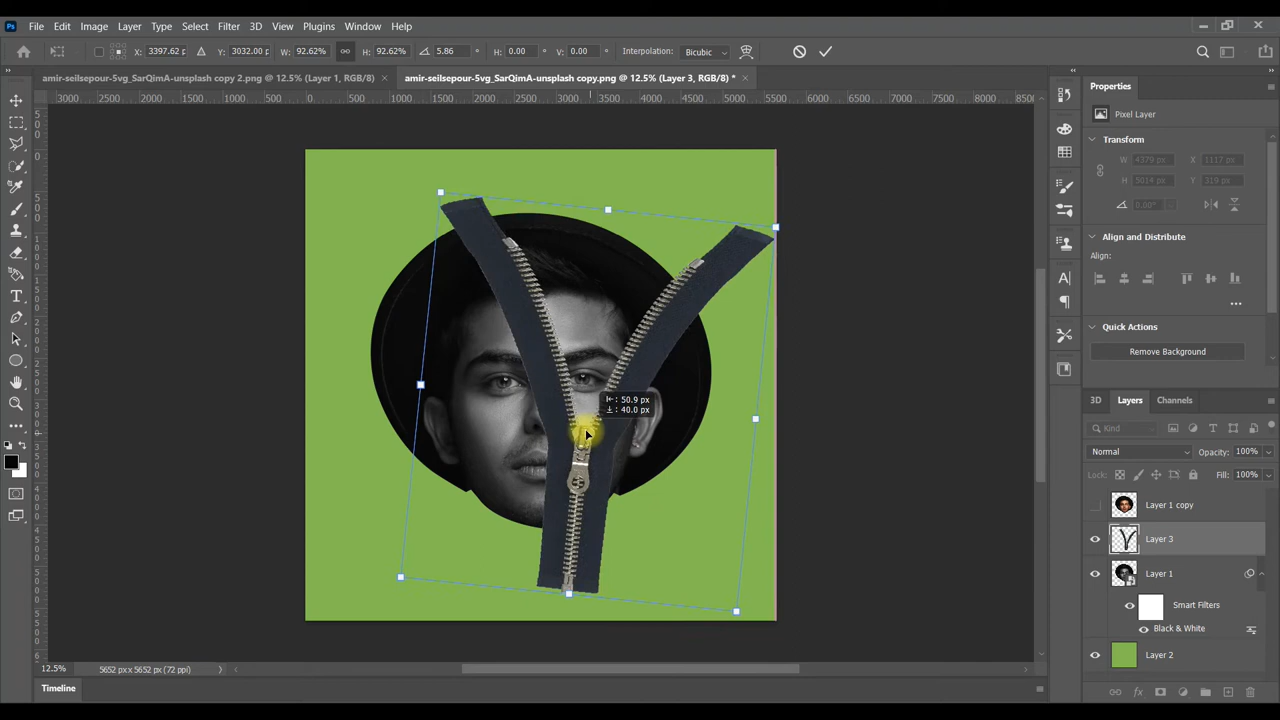 Ps File Edit Image Layer Type Select Filter 3D View Plugins Window Help
X: 3397.62 p Y: 3032.00 p W: 92.62% H: 92.62% 5.86 ° H: 0.00 ° V: 0.00 ° Interpolation: Bicubic
amir-seilsepour-5vg_SarQimA-unsplash copy 2.png @ 12.5% (Layer 1, RGB/8) × amir-seilsepour-5vg_SarQimA-unsplash copy.png @ 12.5% (Layer 3, RGB/8) * ×
3000 2500 2000 1500 1000 500 0 500 1000 1500 2000 2500 3000 3500 4000 4500 5000 5500 6000 6500 7000 7500 8000 8500
Properties
Pixel Layer
Transform
W 4379 px X 1117 px
H 5014 px Y 319 px
0.00°
Align and Distribute
Align:
Quick Actions
Remove Background
50.9 px
40.0 px
3D Layers Channels
Kind
Normal Opacity: 100%
Lock: Fill: 100%
Layer 1 copy
Layer 3
Layer 1
Smart Filters
Black & White
Layer 2
12.5% 5652 px x 5652 px (72 ppi)
Timeline